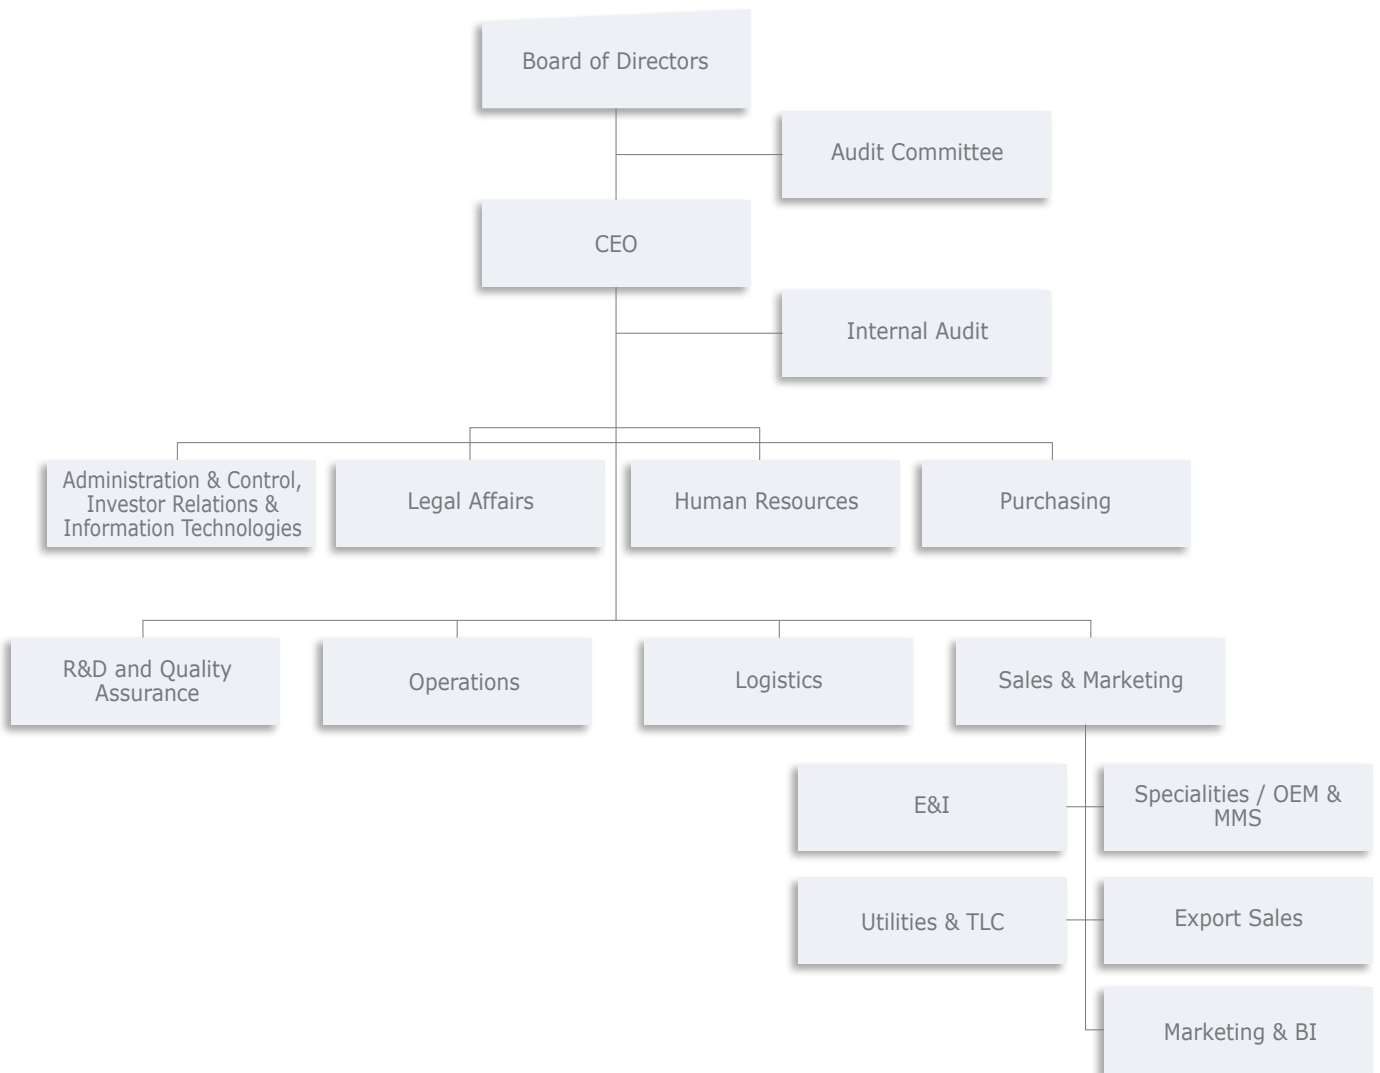 Board of Directors
Audit Committee
CEO
Internal Audit
Administration & Control,
Investor Relations &
Information Technologies
Legal Affairs
Human Resources
Purchasing
R&D and Quality
Assurance
Operations
Logistics
Sales & Marketing
E&I
Specialities / OEM &
MMS
Utilities & TLC
Export Sales
Marketing & BI